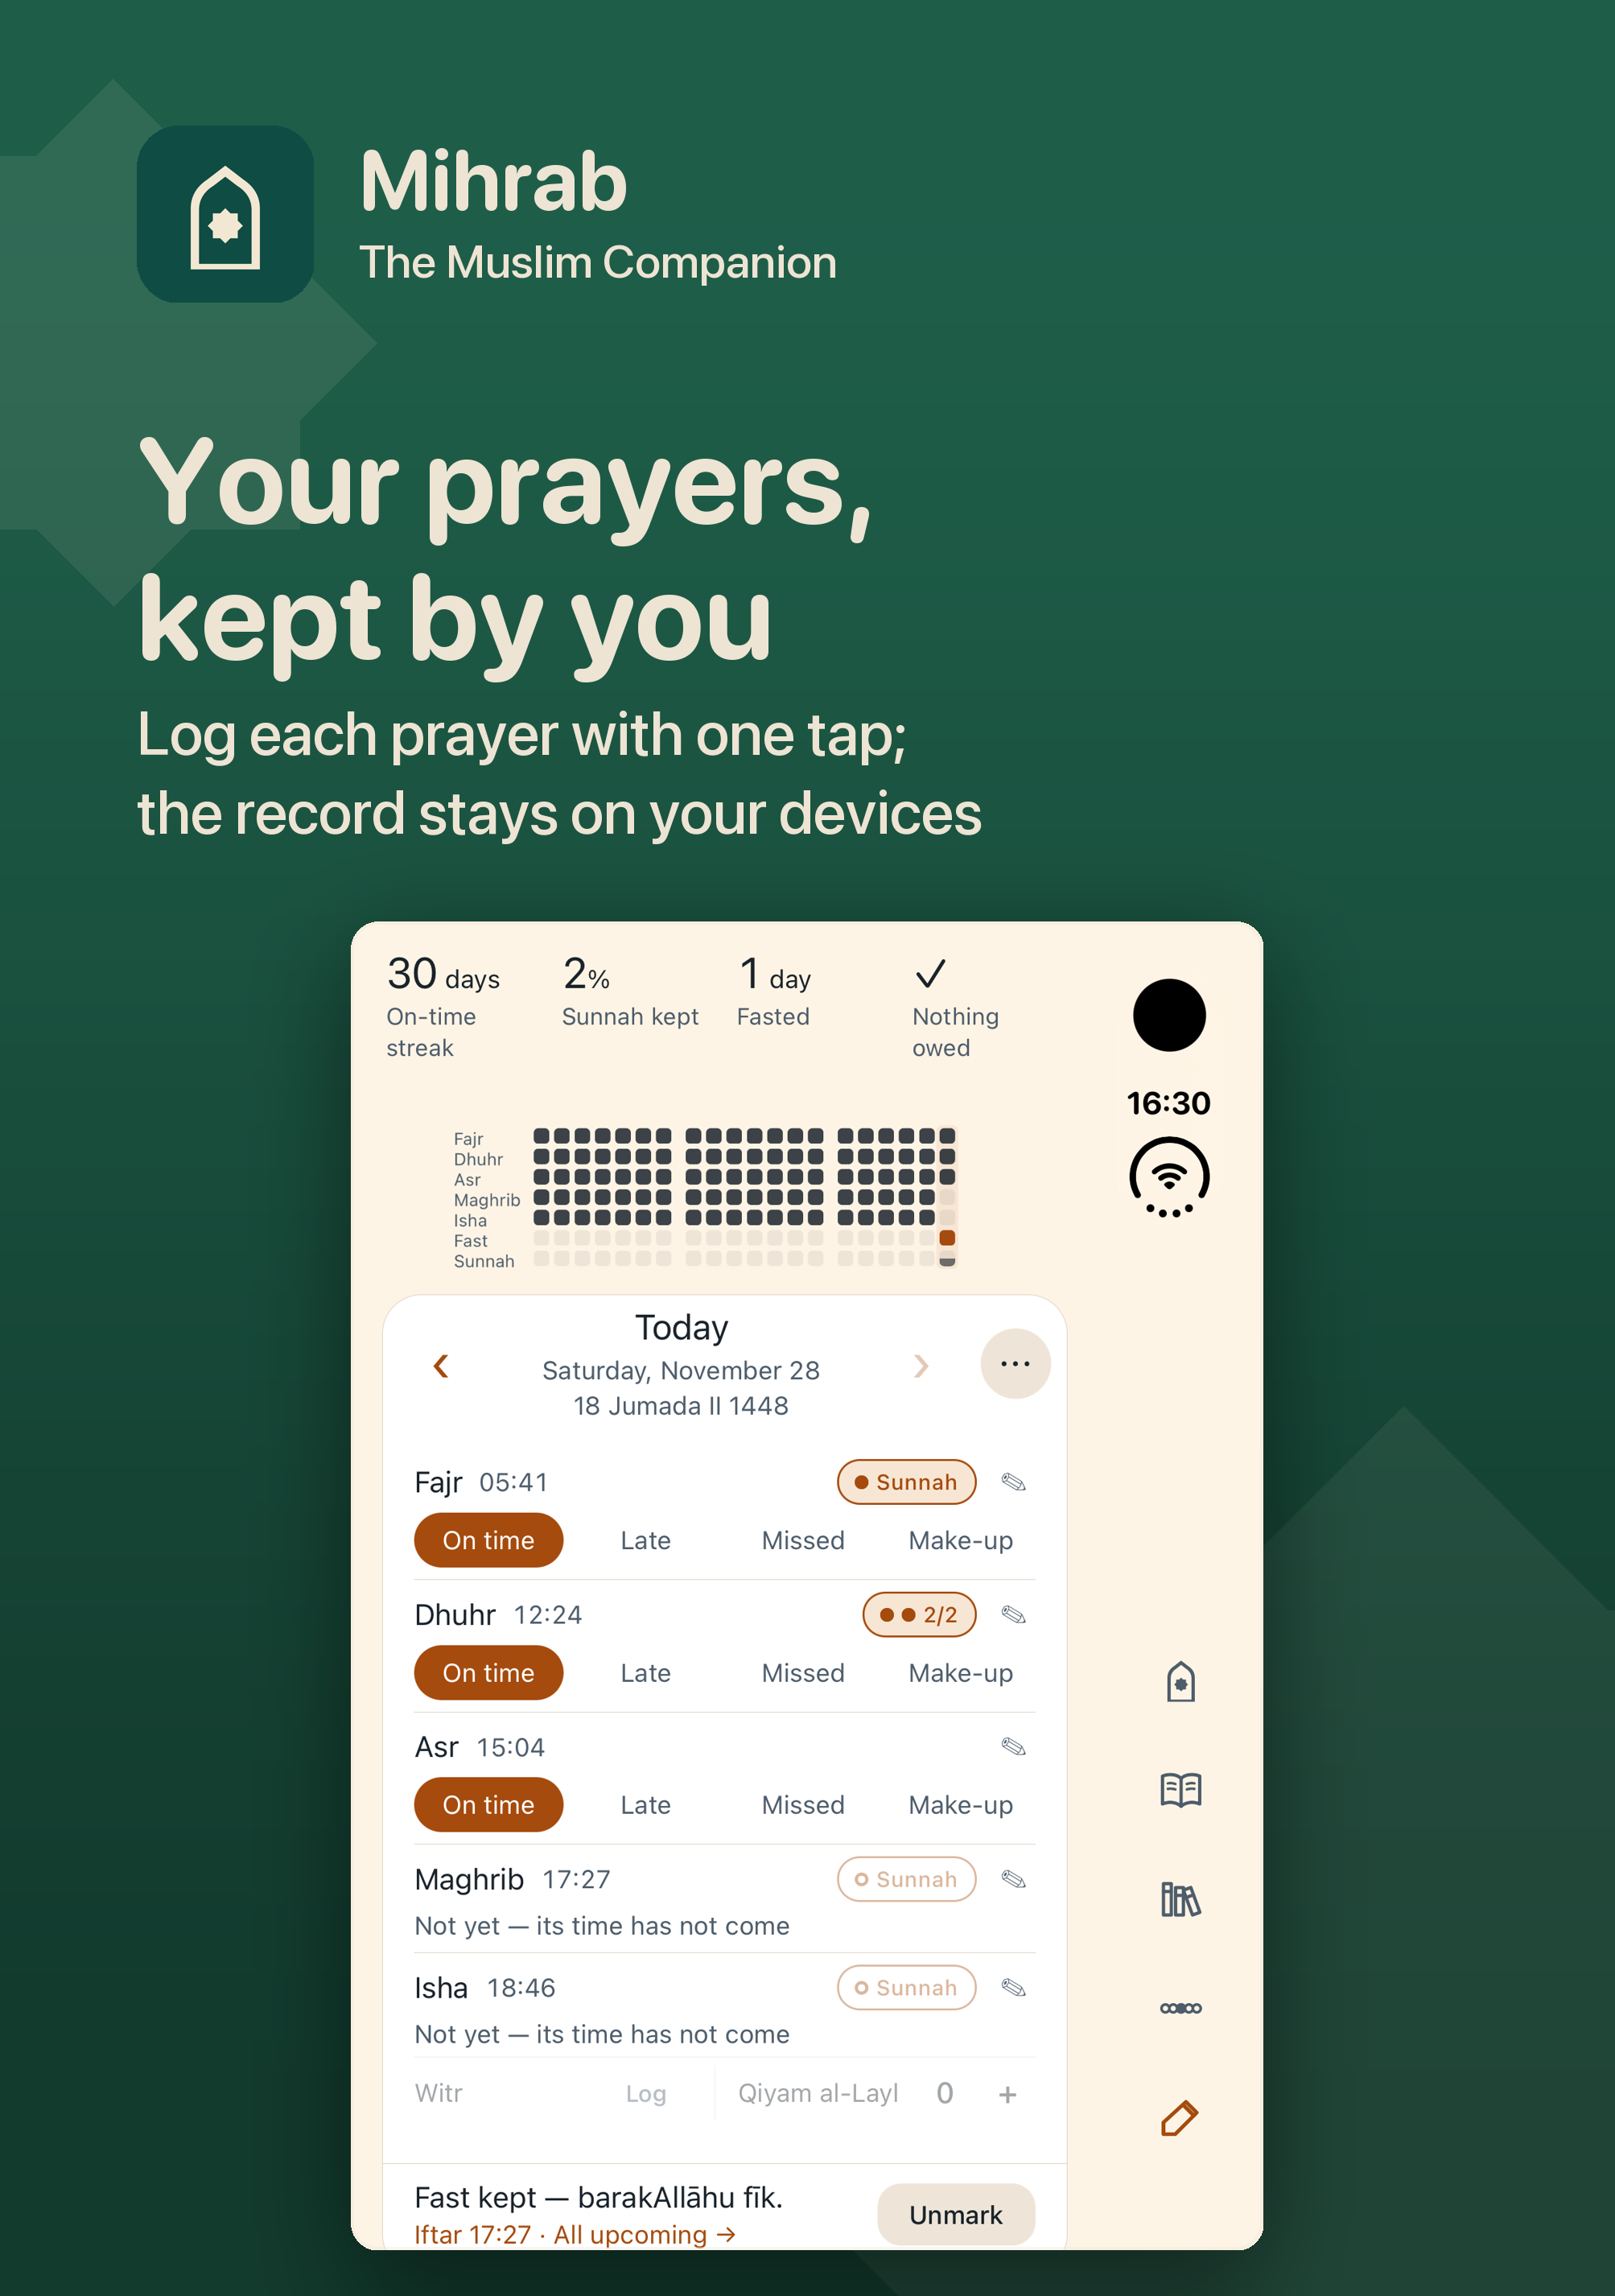 Mihrab
The Muslim Companion
Your prayers,
kept by you
Log each prayer with one tap;
the record stays on your devices
30 days
On-time
streak
2%
Sunnah kept
1 day
Fasted
✓
Nothing
owed
16:30
Fajr
Dhuhr
Asr
Maghrib
Isha
Fast
Sunnah
Today
Saturday, November 28
18 Jumada II 1448
Fajr 05:41 Sunnah
On time Late Missed Make-up
Dhuhr 12:24 2/2
On time Late Missed Make-up
Asr 15:04
On time Late Missed Make-up
Maghrib 17:27 Sunnah
Not yet — its time has not come
Isha 18:46 Sunnah
Not yet — its time has not come
Witr Log Qiyam al-Layl 0 +
Fast kept — barakAllāhu fīk.
Iftar 17:27 · All upcoming →
Unmark